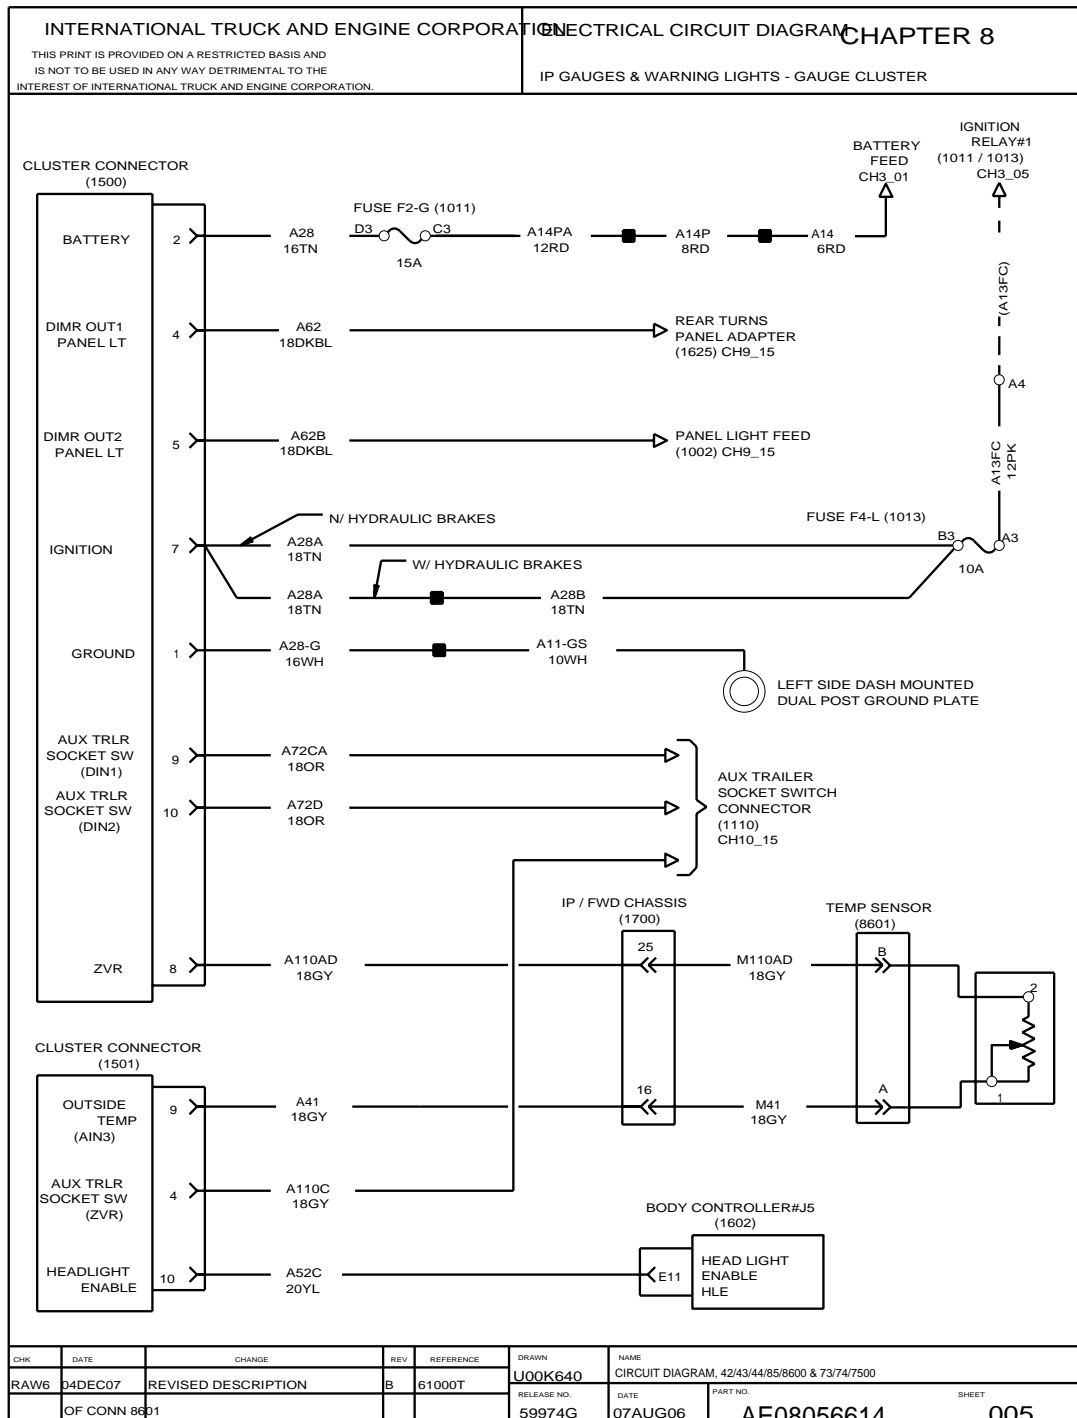 INTERNATIONAL TRUCK AND ENGINE CORPORATION
THIS PRINT IS PROVIDED ON A RESTRICTED BASIS AND
IS NOT TO BE USED IN ANY WAY DETRIMENTAL TO THE
INTEREST OF INTERNATIONAL TRUCK AND ENGINE CORPORATION.
ELECTRICAL CIRCUIT DIAGRAM
CHAPTER 8
IP GAUGES & WARNING LIGHTS - GAUGE CLUSTER
BATTERY
FEED
CH3_01
IGNITION
RELAY#1
(1011 / 1013)
CH3_05
CLUSTER CONNECTOR
(1500)
BATTERY
2
A28
16TN
FUSE F2-G (1011)
D3
C3
15A
A14PA
12RD
A14P
8RD
A14
6RD
(A13FC)
DIMR OUT1
PANEL LT
4
A62
18DKBL
REAR TURNS
PANEL ADAPTER
(1625) CH9_15
A4
DIMR OUT2
PANEL LT
5
A62B
18DKBL
PANEL LIGHT FEED
(1002) CH9_15
A13FC
12PK
N/ HYDRAULIC BRAKES
FUSE F4-L (1013)
IGNITION
7
A28A
18TN
B3
A3
10A
W/ HYDRAULIC BRAKES
A28A
18TN
A28B
18TN
GROUND
1
A28-G
16WH
A11-GS
10WH
LEFT SIDE DASH MOUNTED
DUAL POST GROUND PLATE
AUX TRLR
SOCKET SW
(DIN1)
9
A72CA
18OR
AUX TRLR
SOCKET SW
(DIN2)
10
A72D
18OR
AUX TRAILER
SOCKET SWITCH
CONNECTOR
(1110)
CH10_15
IP / FWD CHASSIS
(1700)
TEMP SENSOR
(8601)
ZVR
8
A110AD
18GY
25
M110AD
18GY
B
2
CLUSTER CONNECTOR
(1501)
OUTSIDE
TEMP
(AIN3)
9
A41
18GY
16
M41
18GY
A
1
AUX TRLR
SOCKET SW
(ZVR)
4
A110C
18GY
BODY CONTROLLER#J5
(1602)
HEADLIGHT
ENABLE
10
A52C
20YL
E11
HEAD LIGHT
ENABLE
HLE
CHK DATE CHANGE REV REFERENCE
RAW6 04DEC07 REVISED DESCRIPTION B 61000T
OF CONN 8601
DRAWN
U00K640
NAME
CIRCUIT DIAGRAM, 42/43/44/85/8600 & 73/74/7500
RELEASE NO.
59974G
DATE
07AUG06
PART NO.
AE08056614
SHEET
005